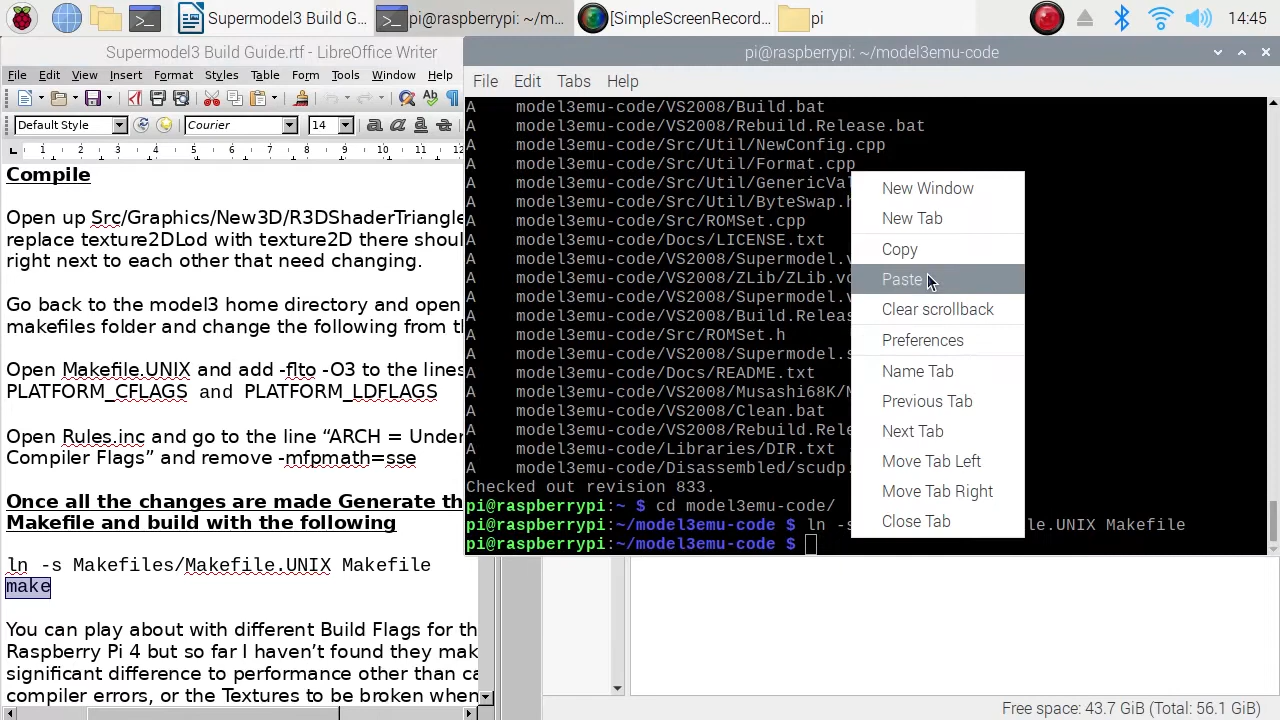 Supermodel3 Build G...
pi@raspberrypi: ~/m...
[SimpleScreenRecord...
pi
14:45
Supermodel3 Build Guide.rtf - LibreOffice Writer
File Edit View Insert Format Styles Table Form Tools Window Help
Default Style
Courier
14
1 2 3 4 5 6 7 8 9 10 11 12
Compile
Open up Src/Graphics/New3D/R3DShaderTriangle
replace texture2DLod with texture2D there shoul
right next to each other that need changing.
Go back to the model3 home directory and open
makefiles folder and change the following from t
Open Makefile.UNIX and add -flto -O3 to the lines
PLATFORM_CFLAGS and PLATFORM_LDFLAGS
Open Rules.inc and go to the line “ARCH = Under
Compiler Flags” and remove -mfpmath=sse
Once all the changes are made Generate th
Makefile and build with the following
ln -s Makefiles/Makefile.UNIX Makefile
make
You can play about with different Build Flags for th
Raspberry Pi 4 but so far I haven’t found they mak
significant difference to performance other than ca
compiler errors, or the Textures to be broken when
pi@raspberrypi: ~/model3emu-code
File Edit Tabs Help
A model3emu-code/VS2008/Build.bat
A model3emu-code/VS2008/Rebuild.Release.bat
A model3emu-code/Src/Util/NewConfig.cpp
A model3emu-code/Src/Util/Format.cpp
A model3emu-code/Src/Util/GenericVal
A model3emu-code/Src/Util/ByteSwap.h
A model3emu-code/Src/ROMSet.cpp
A model3emu-code/Docs/LICENSE.txt
A model3emu-code/VS2008/Supermodel.v
A model3emu-code/VS2008/ZLib/ZLib.vc
A model3emu-code/VS2008/Supermodel.v
A model3emu-code/VS2008/Build.Releas
A model3emu-code/Src/ROMSet.h
A model3emu-code/VS2008/Supermodel.s
A model3emu-code/Docs/README.txt
A model3emu-code/VS2008/Musashi68K/M
A model3emu-code/VS2008/Clean.bat
A model3emu-code/VS2008/Rebuild.Rele
A model3emu-code/Libraries/DIR.txt
A model3emu-code/Disassembled/scudp.
Checked out revision 833.
pi@raspberrypi:~ $ cd model3emu-code/
pi@raspberrypi:~/model3emu-code $ ln -s le.UNIX Makefile
pi@raspberrypi:~/model3emu-code $
New Window
New Tab
Copy
Paste
Clear scrollback
Preferences
Name Tab
Previous Tab
Next Tab
Move Tab Left
Move Tab Right
Close Tab
Free space: 43.7 GiB (Total: 56.1 GiB)